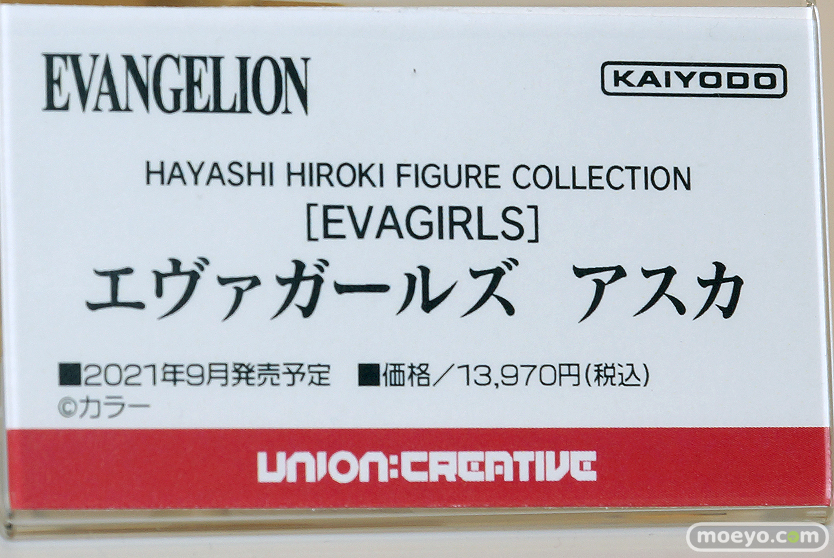 EVANGELION
KAIYODO
HAYASHI HIROKI FIGURE COLLECTION
[EVAGIRLS]
エヴァガールズ アスカ
■2021年9月発売予定 ■価格/13,970円(税込)
©カラー
UNION:CREATIVE
moeyo.com